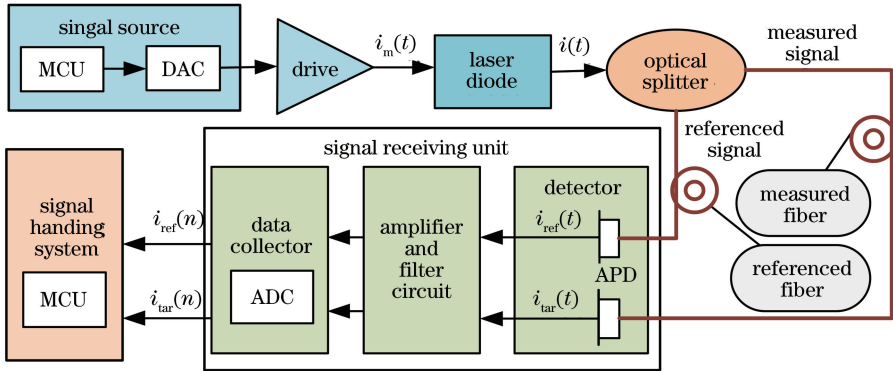 singal source
MCU
DAC
drive
i_m(t)
laser
diode
i(t)
optical
splitter
measured
signal
referenced
signal
measured
fiber
referenced
fiber
signal receiving unit
detector
i_ref(t)
APD
i_tar(t)
amplifier
and
filter
circuit
data
collector
ADC
i_ref(n)
i_tar(n)
signal
handing
system
MCU